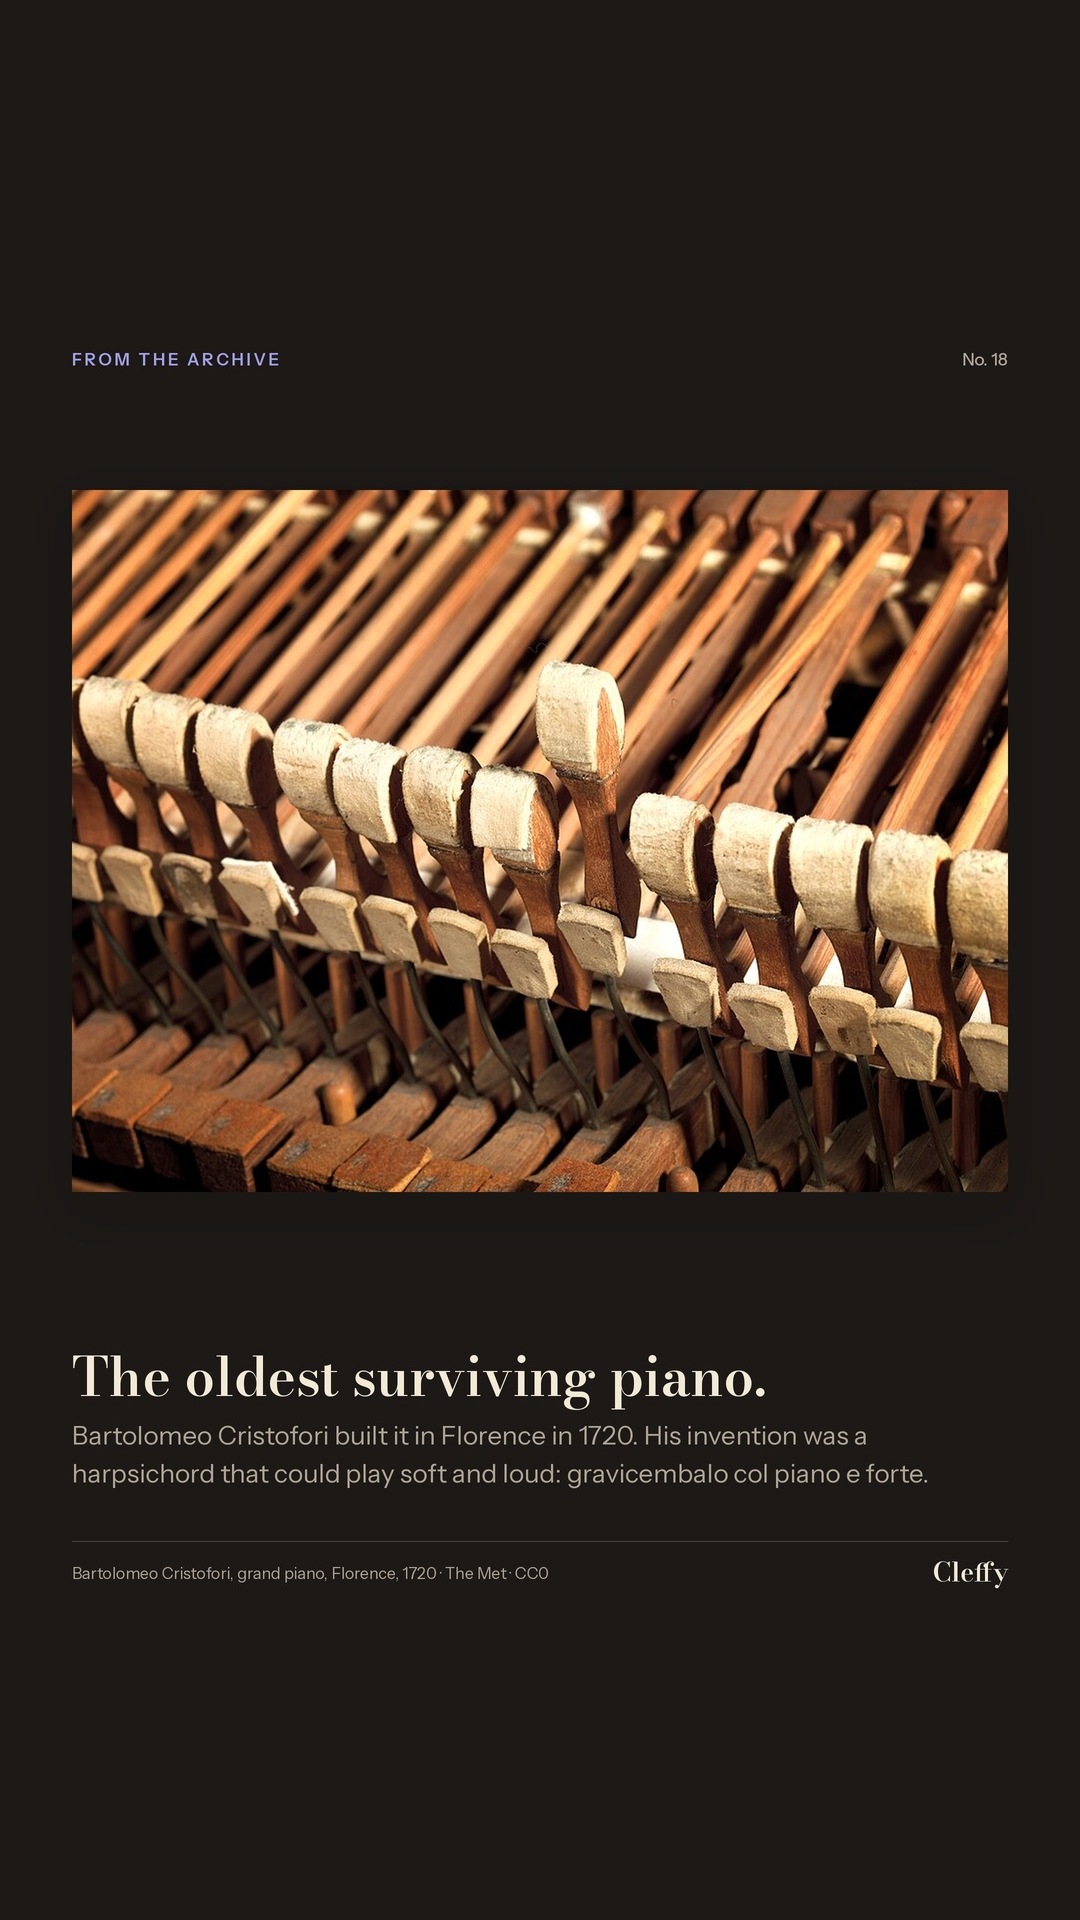 FROM THE ARCHIVE
No. 18
The oldest surviving piano.
Bartolomeo Cristofori built it in Florence in 1720. His invention was a
harpsichord that could play soft and loud: gravicembalo col piano e forte.
Bartolomeo Cristofori, grand piano, Florence, 1720 · The Met · CC0
Cleffy